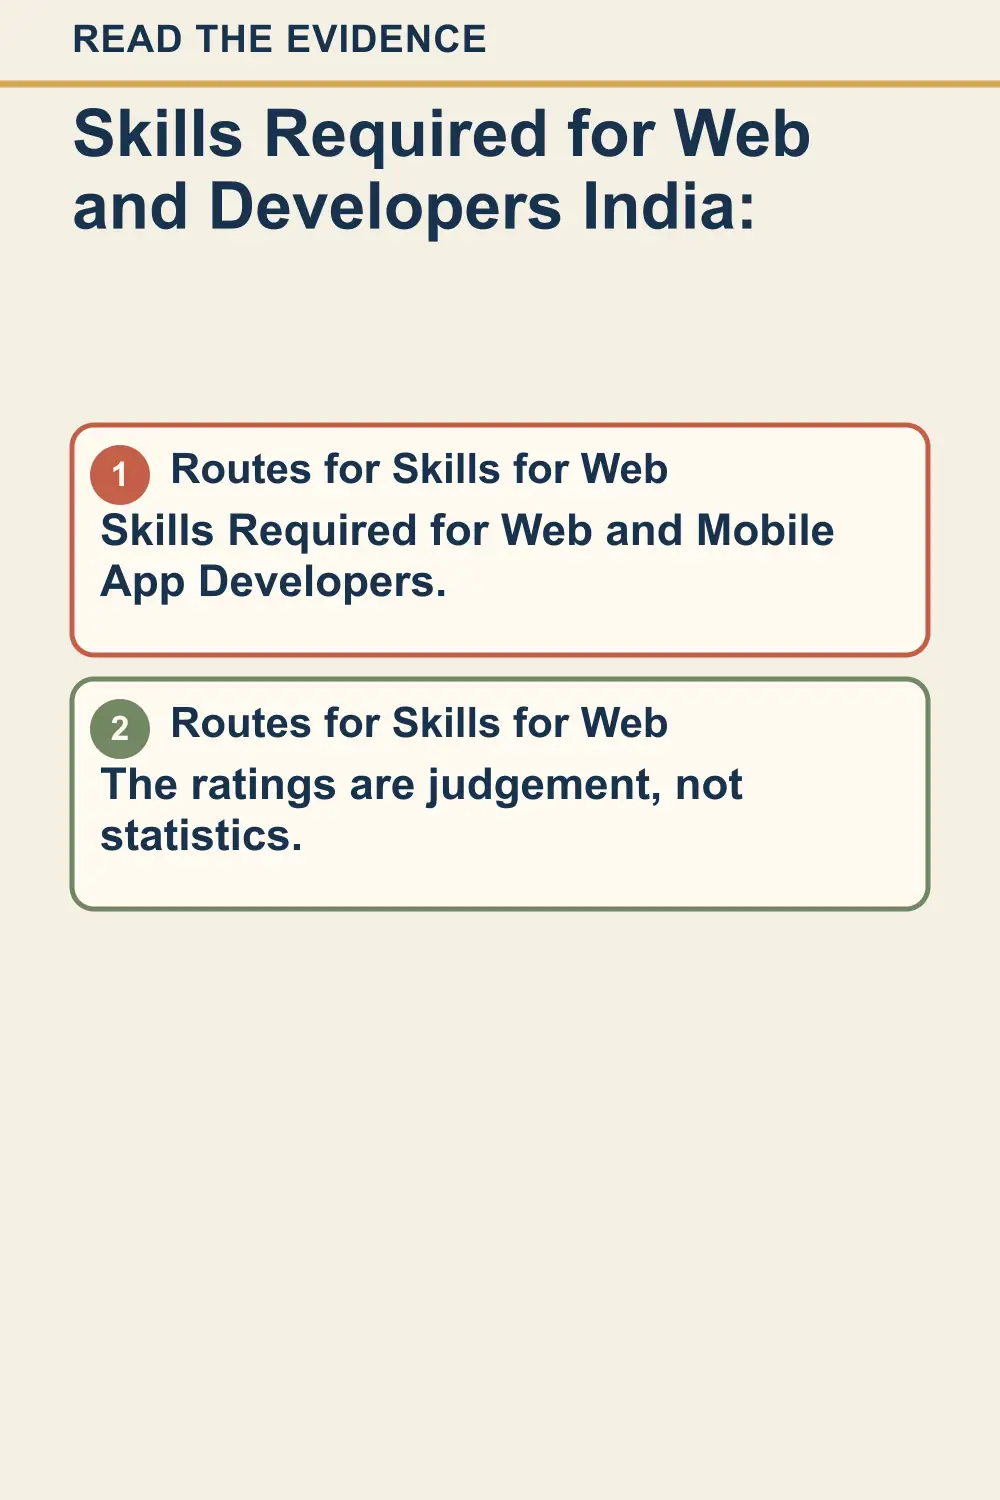 READ THE EVIDENCE
Skills Required for Web
and Developers India:
1
Routes for Skills for Web
Skills Required for Web and Mobile
App Developers.
2
Routes for Skills for Web
The ratings are judgement, not
statistics.